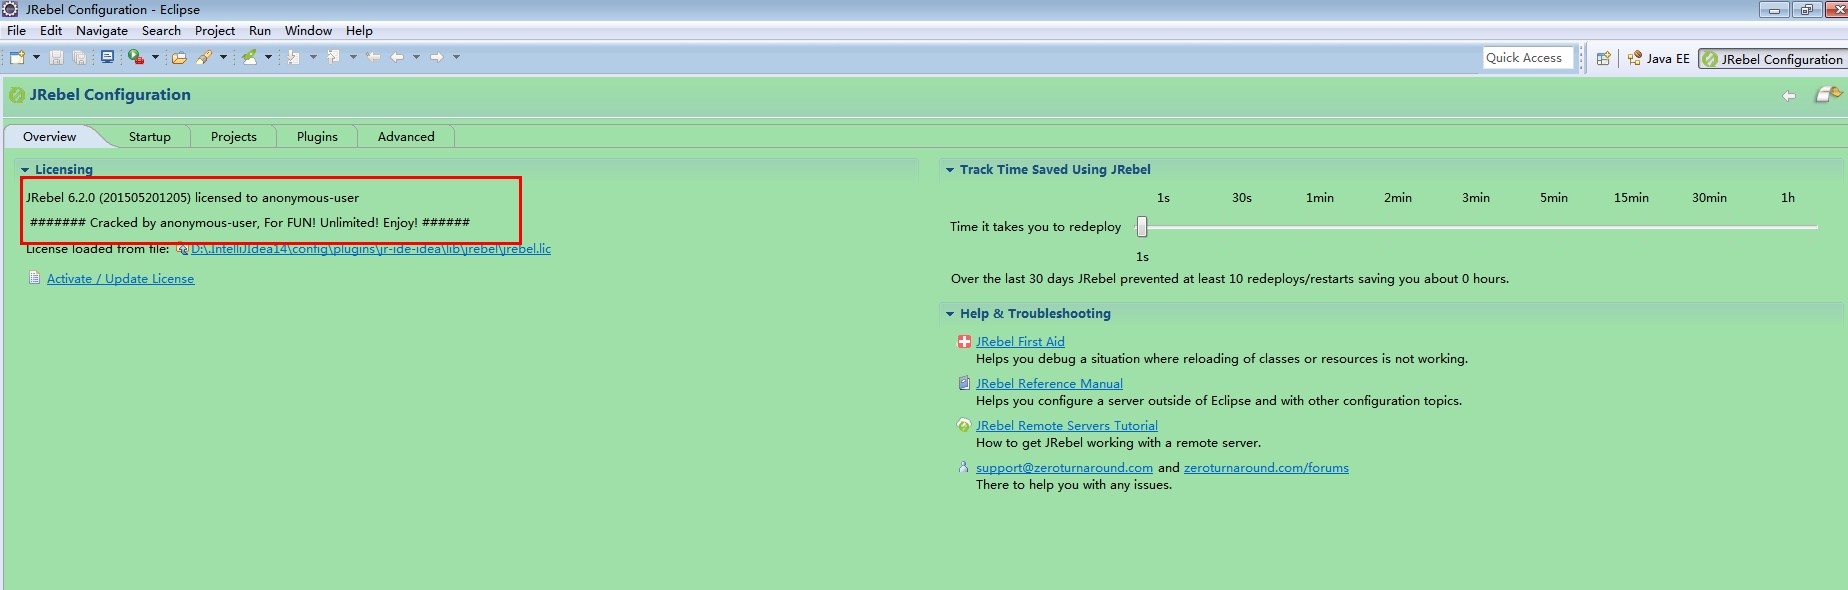 JRebel Configuration - Eclipse
File Edit Navigate Search Project Run Window Help
Quick Access Java EE JRebel Configuration
JRebel Configuration
Overview Startup Projects Plugins Advanced
Licensing
JRebel 6.2.0 (201505201205) licensed to anonymous-user
####### Cracked by anonymous-user, For FUN! Unlimited! Enjoy! ######
License loaded from file: D:\.IntelliJIdea14\config\plugins\jr-ide-idea\lib\jrebel\jrebel.lic
Activate / Update License
Track Time Saved Using JRebel
1s 30s 1min 2min 3min 5min 15min 30min 1h
Time it takes you to redeploy
1s
Over the last 30 days JRebel prevented at least 10 redeploys/restarts saving you about 0 hours.
Help & Troubleshooting
JRebel First Aid
Helps you debug a situation where reloading of classes or resources is not working.
JRebel Reference Manual
Helps you configure a server outside of Eclipse and with other configuration topics.
JRebel Remote Servers Tutorial
How to get JRebel working with a remote server.
support@zeroturnaround.com and zeroturnaround.com/forums
There to help you with any issues.